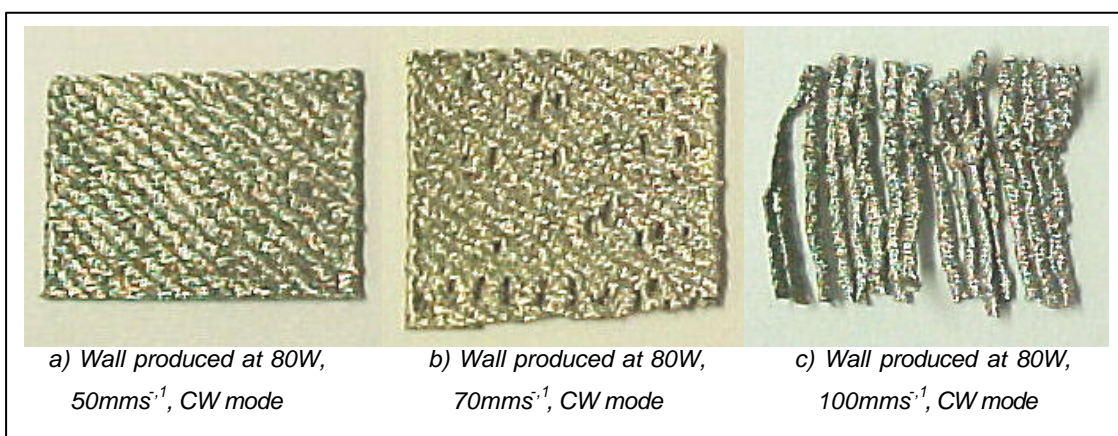 a) Wall produced at 80W,
50mms⁻,¹, CW mode
b) Wall produced at 80W,
70mms⁻,¹, CW mode
c) Wall produced at 80W,
100mms⁻,¹, CW mode